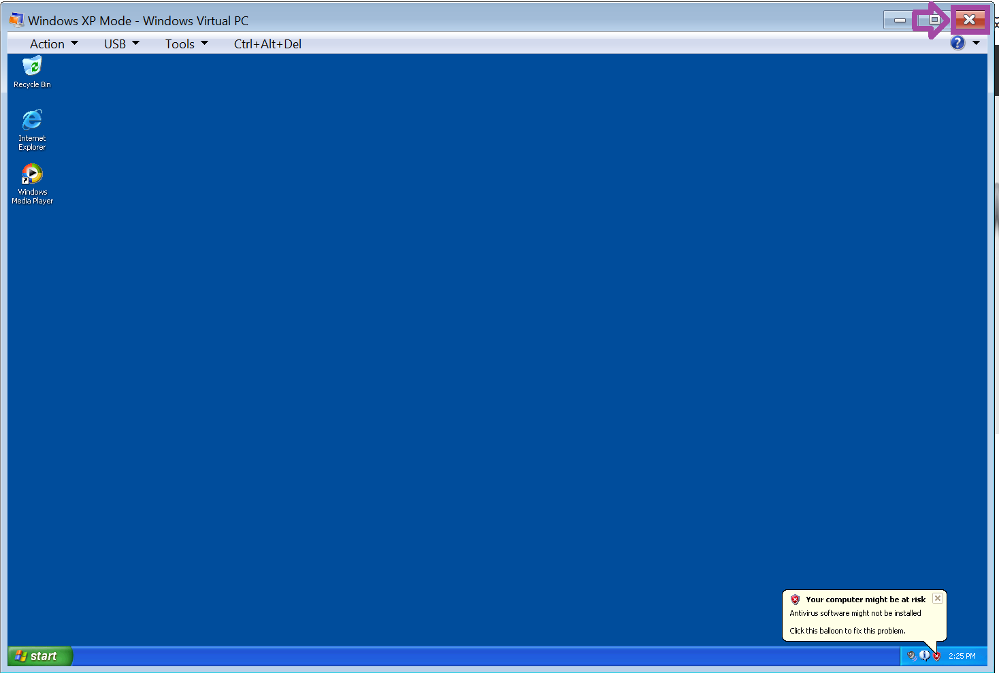 Windows XP Mode - Windows Virtual PC
Action USB Tools Ctrl+Alt+Del
?
Recycle Bin
Internet
Explorer
Windows
Media Player
Your computer might be at risk
Antivirus software might not be installed
Click this balloon to fix this problem.
start
2:25 PM